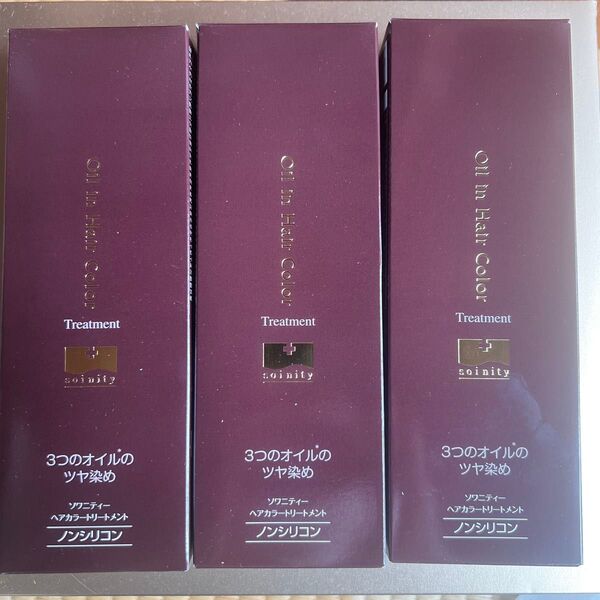 Oil in Hair Color
Treatment
soinity
3つのオイル*の
ツヤ染め
ソワニティー
ヘアカラートリートメント
ノンシリコン
Oil in Hair Color
Treatment
soinity
3つのオイル*の
ツヤ染め
ソワニティー
ヘアカラートリートメント
ノンシリコン
Oil in Hair Color
Treatment
soinity
3つのオイル*の
ツヤ染め
ソワニティー
ヘアカラートリートメント
ノンシリコン